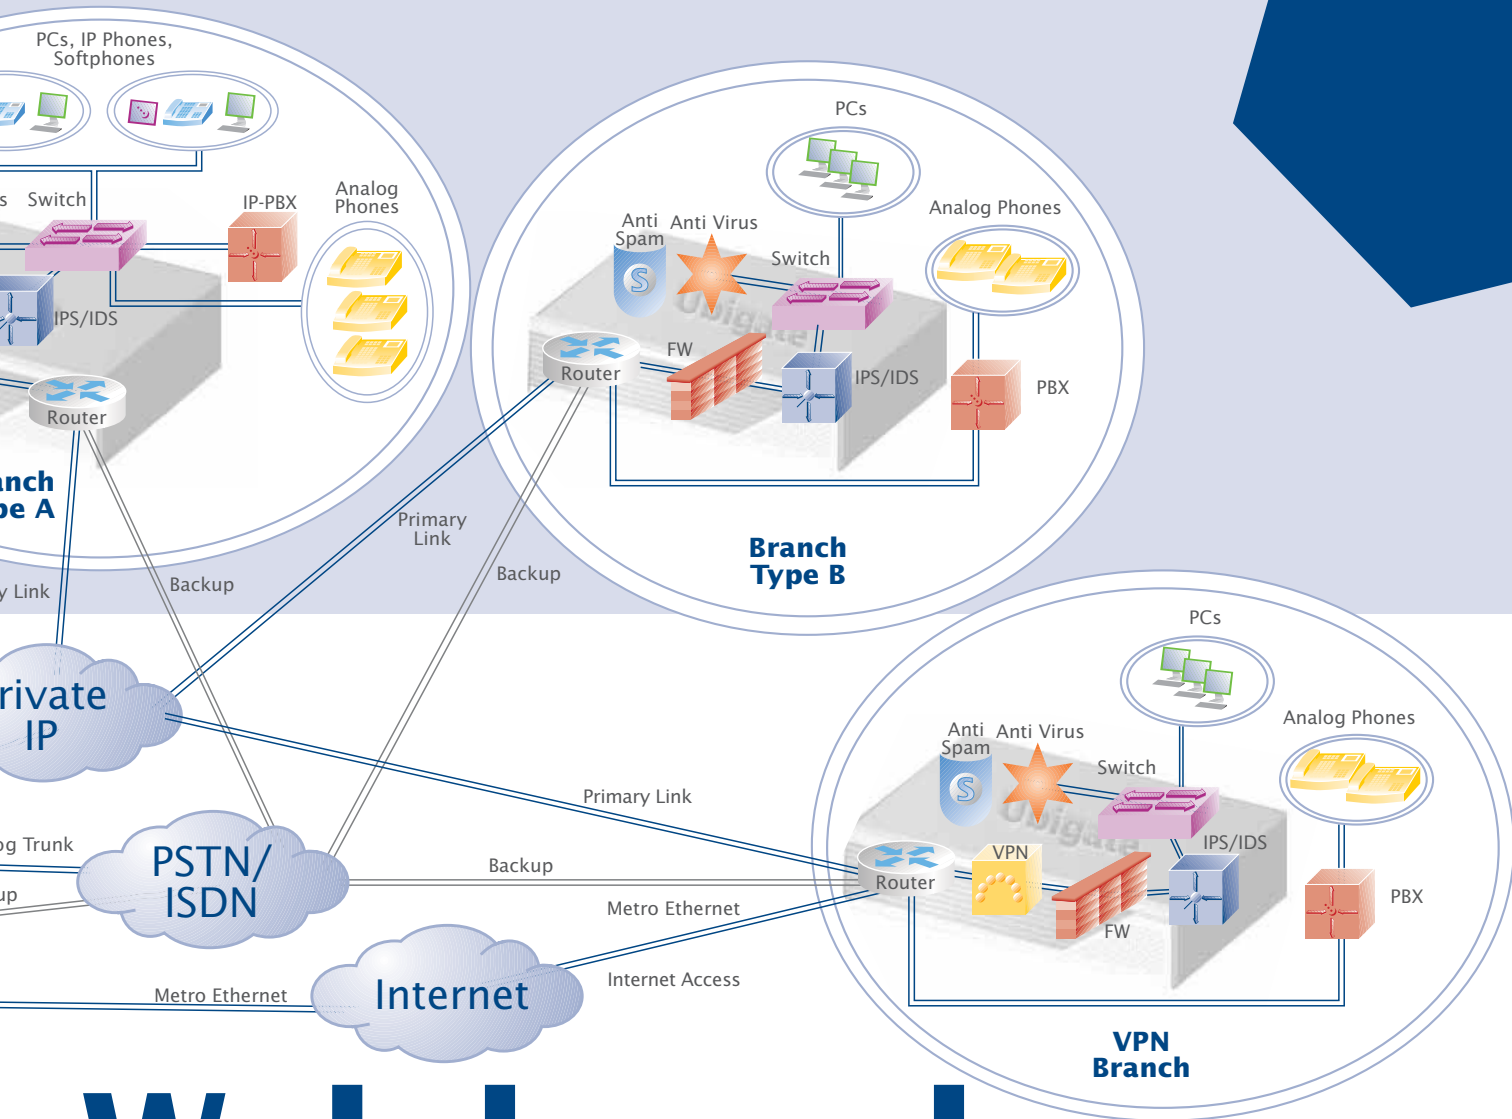 PCs, IP Phones,
Softphones
Switch
IP-PBX
Analog
Phones
IPS/IDS
Router
Link
Backup
Primary
Link
Backup
PCs
Analog Phones
Anti
Spam
Anti Virus
Switch
Ubigate
FW
Router
IPS/IDS
PBX
Branch
Type B
IP
PSTN/
ISDN
Trunk
Primary Link
Backup
Metro Ethernet
Internet Access
Metro Ethernet
Internet
PCs
Analog Phones
Anti
Spam
Anti Virus
Switch
Ubigate
IPS/IDS
VPN
Router
FW
PBX
VPN
Branch
A
S
S